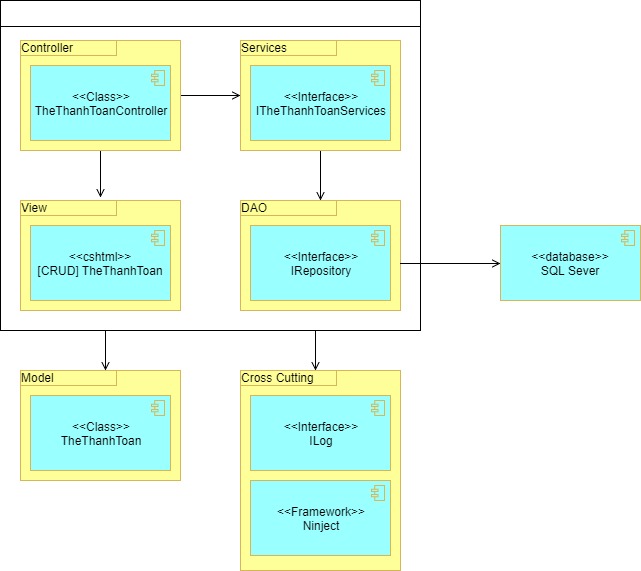 Controller
<<Class>>
TheThanhToanController
Services
<<Interface>>
ITheThanhToanServices
View
<<cshtml>>
[CRUD] TheThanhToan
DAO
<<Interface>>
IRepository
<<database>>
SQL Sever
Model
<<Class>>
TheThanhToan
Cross Cutting
<<Interface>>
ILog
<<Framework>>
Ninject